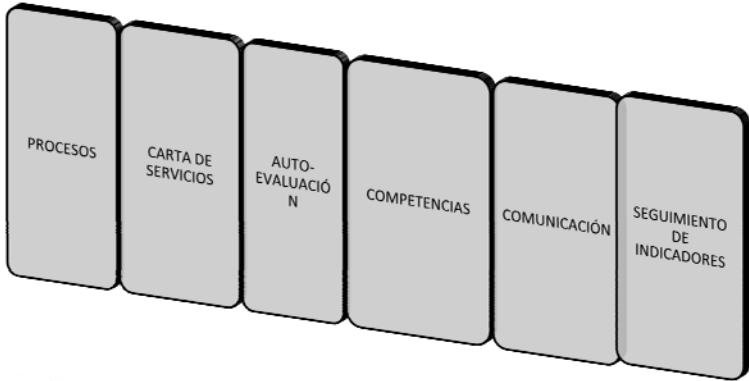 PROCESOS
CARTA DE
SERVICIOS
AUTO-
EVALUACIÓ
N
COMPETENCIAS
COMUNICACIÓN
SEGUIMIENTO
DE
INDICADORES